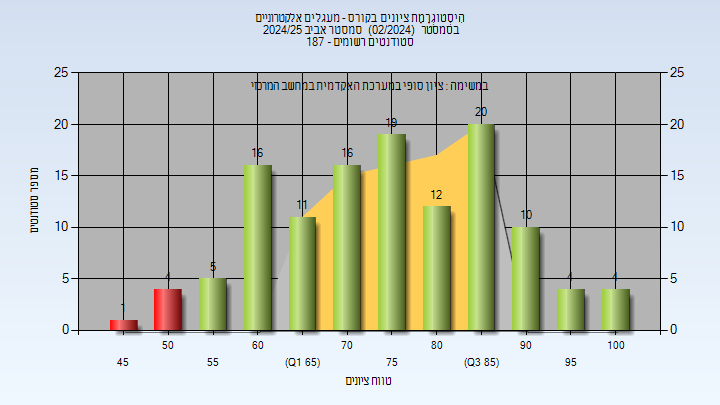 היסטוגרמת ציונים בקורס - מעגלים אלקטרוניים
בסמסטר (02/2024) סמסטר אביב 2024/25
סטודנטים רשומים - 187
במשימה : ציון סופי במערכת האקדמית במחשב המרכזי
מספר סטודנטים
25 25
20 20
15 15
10 10
5 5
0 0
1 4 5 16 11 16 19 12 20 10 4 4
45 50 55 60 (Q1 65) 70 75 80 (Q3 85) 90 95 100
טווח ציונים